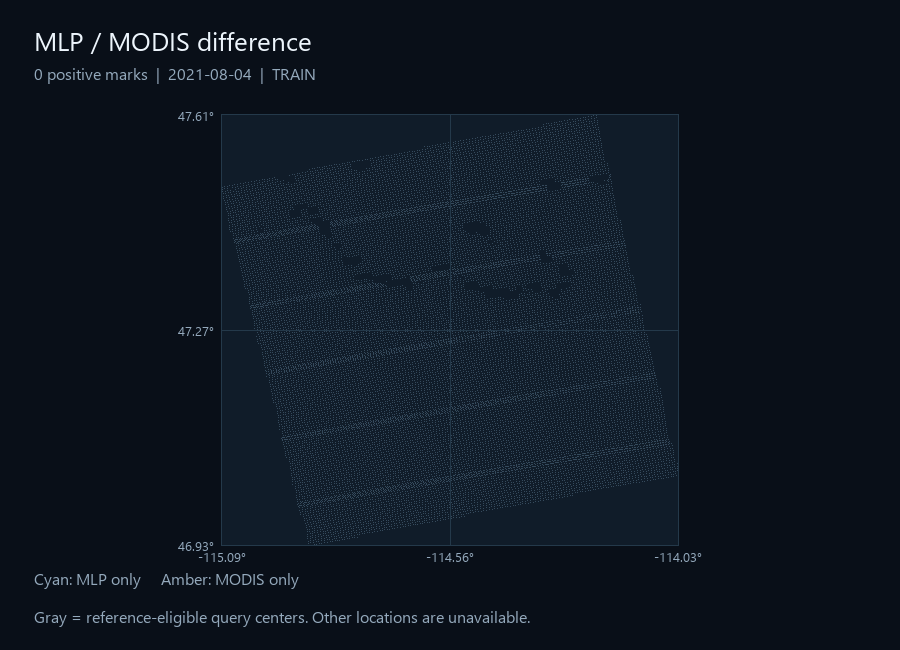 MLP / MODIS difference
0 positive marks | 2021-08-04 | TRAIN
47.61°
47.27°
46.93°
-115.09° -114.56° -114.03°
Cyan: MLP only Amber: MODIS only
Gray = reference-eligible query centers. Other locations are unavailable.